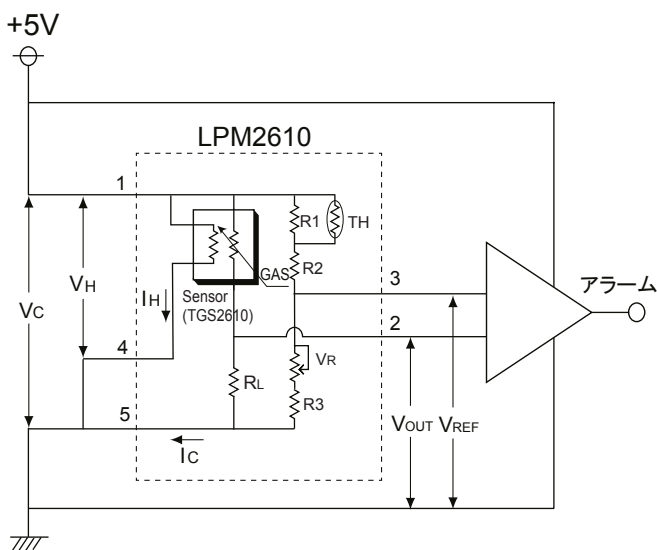 +5V
LPM2610
1
R1
TH
R2
GAS
3
アラーム
VH
IH
Sensor
(TGS2610)
VC
2
4
VR
RL
R3
5
VOUT
VREF
IC